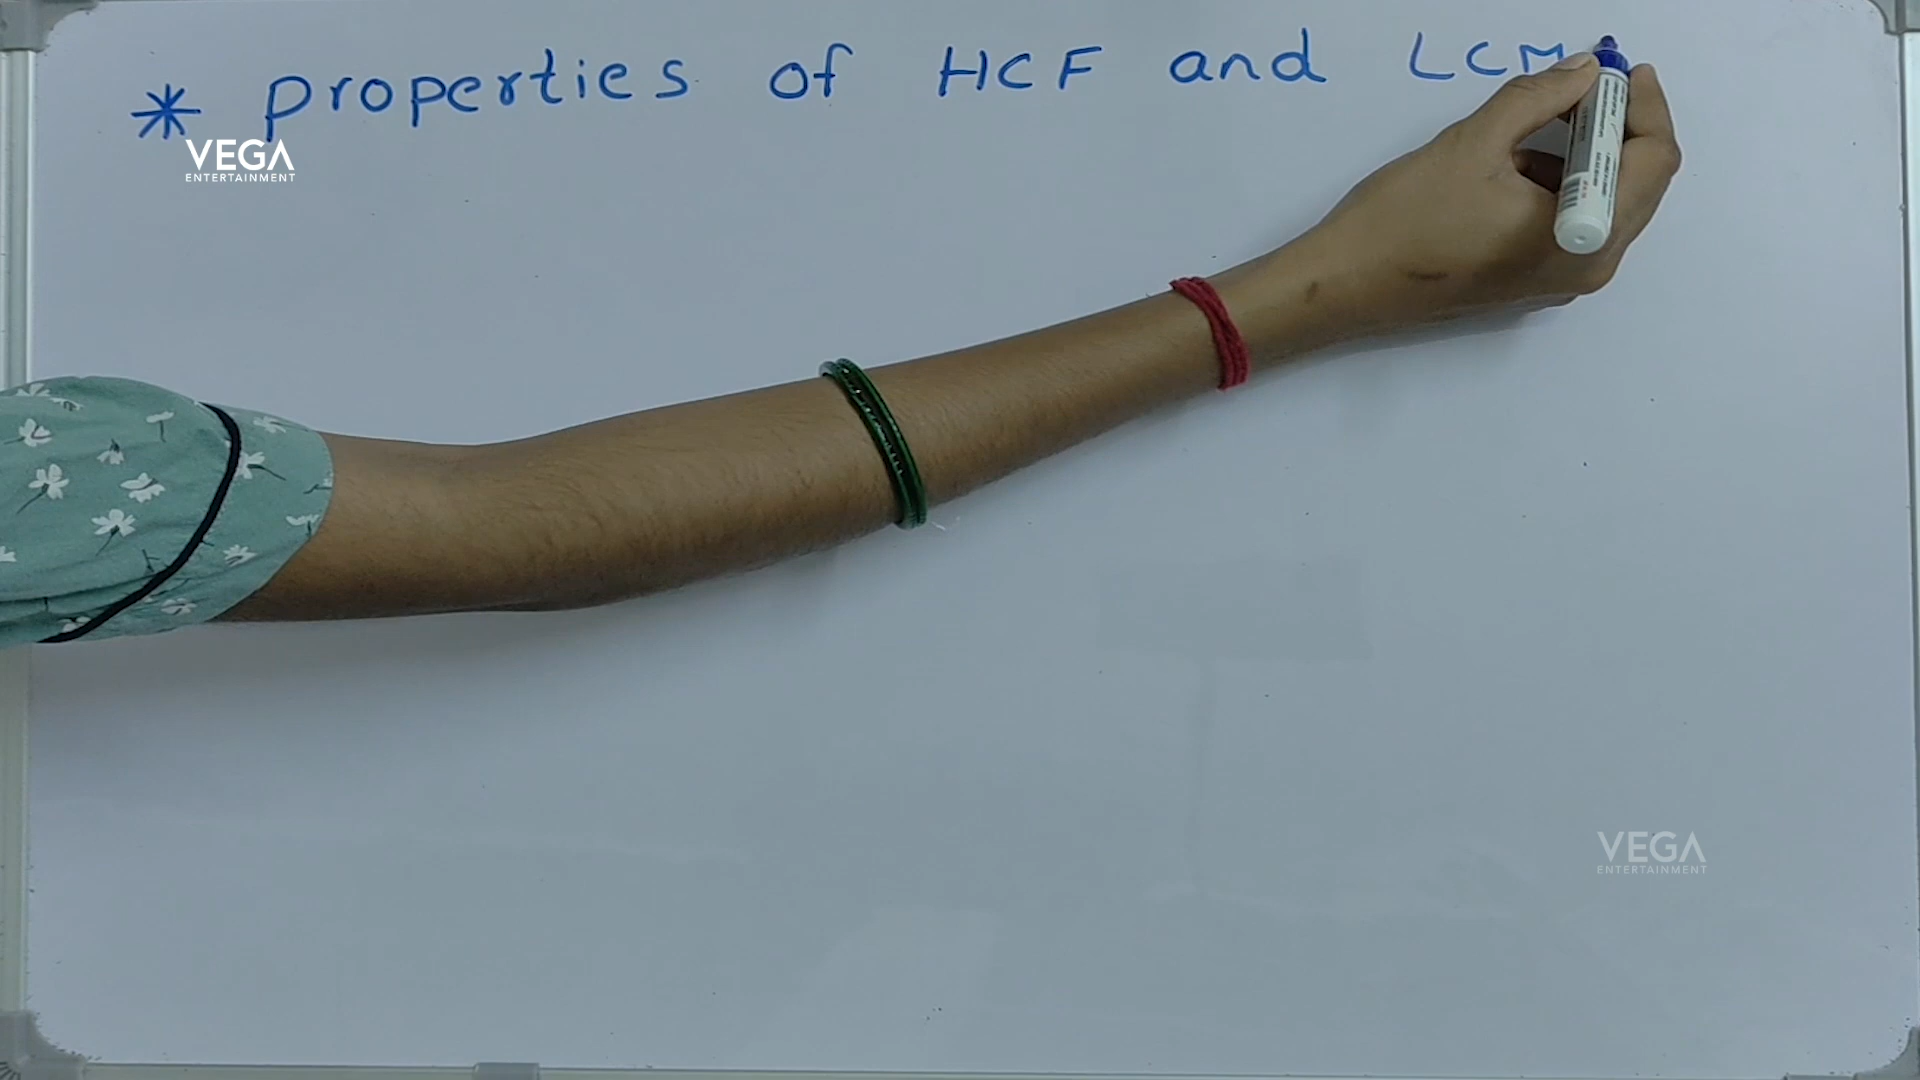 * properties of HCF and LCM
VEGA
ENTERTAINMENT
VEGA
ENTERTAINMENT